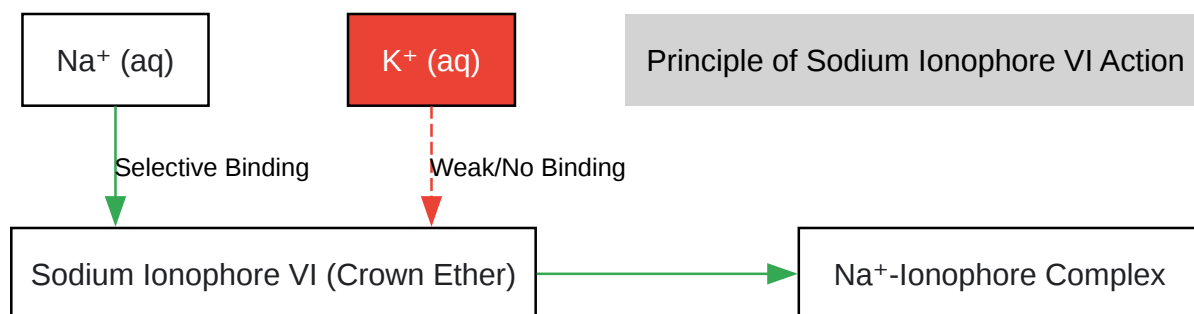 Na⁺ (aq)
K⁺ (aq)
Principle of Sodium Ionophore VI Action
Selective Binding
Weak/No Binding
Sodium Ionophore VI (Crown Ether)
Na⁺-Ionophore Complex